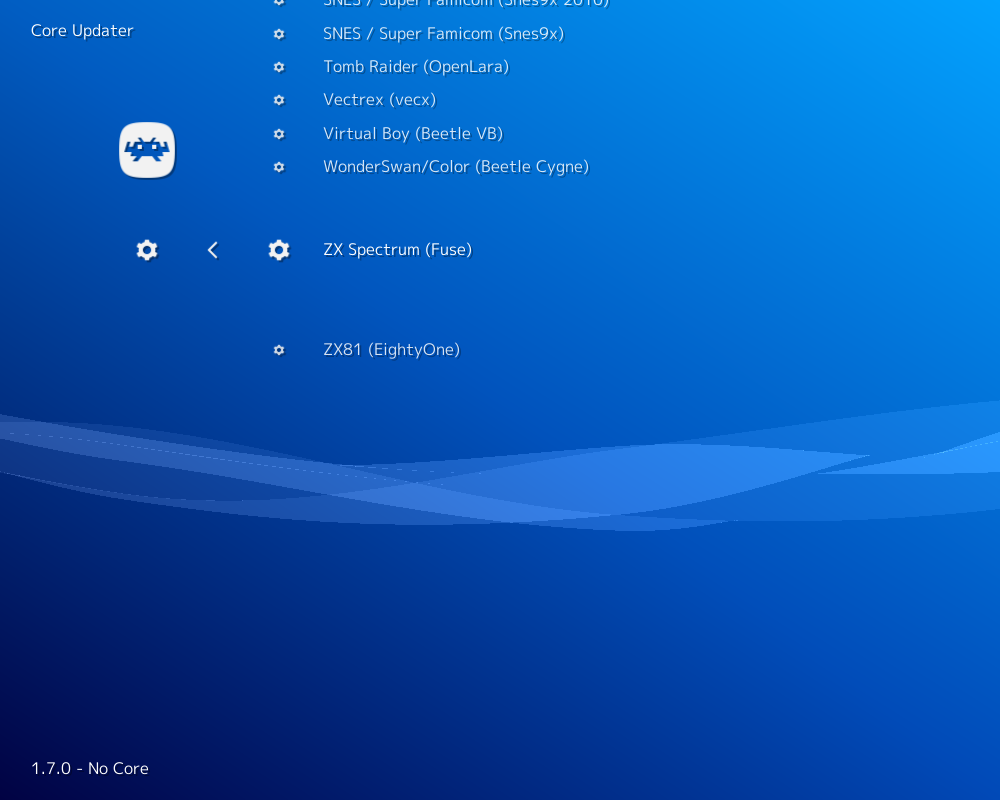 Core Updater
SNES / Super Famicom (Snes9x 2010)
SNES / Super Famicom (Snes9x)
Tomb Raider (OpenLara)
Vectrex (vecx)
Virtual Boy (Beetle VB)
WonderSwan/Color (Beetle Cygne)
ZX Spectrum (Fuse)
ZX81 (EightyOne)
1.7.0 - No Core